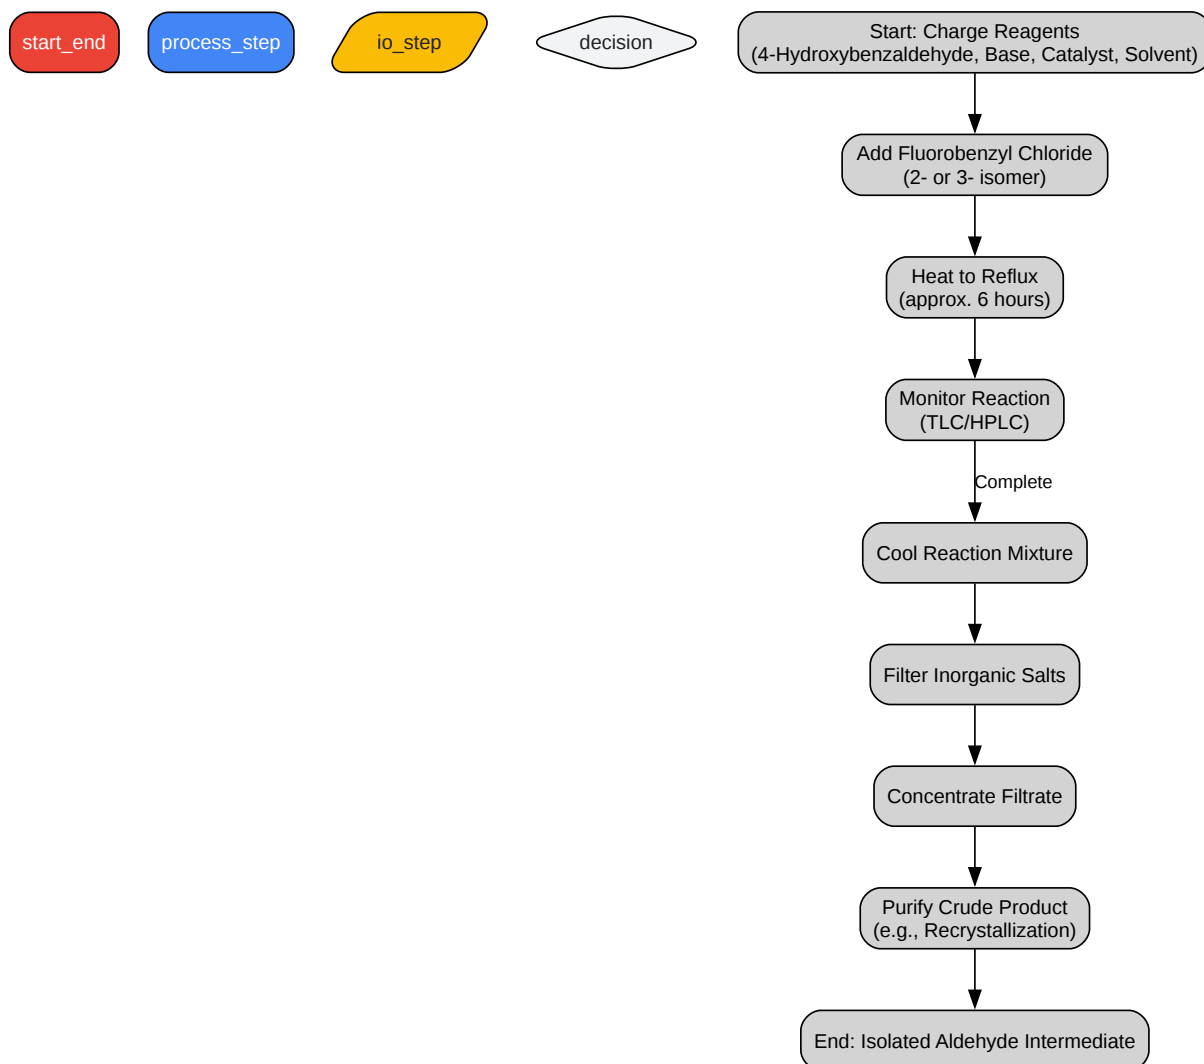 start_end
process_step
io_step
decision
Start: Charge Reagents
(4-Hydroxybenzaldehyde, Base, Catalyst, Solvent)
Add Fluorobenzyl Chloride
(2- or 3- isomer)
Heat to Reflux
(approx. 6 hours)
Monitor Reaction
(TLC/HPLC)
Complete
Cool Reaction Mixture
Filter Inorganic Salts
Concentrate Filtrate
Purify Crude Product
(e.g., Recrystallization)
End: Isolated Aldehyde Intermediate